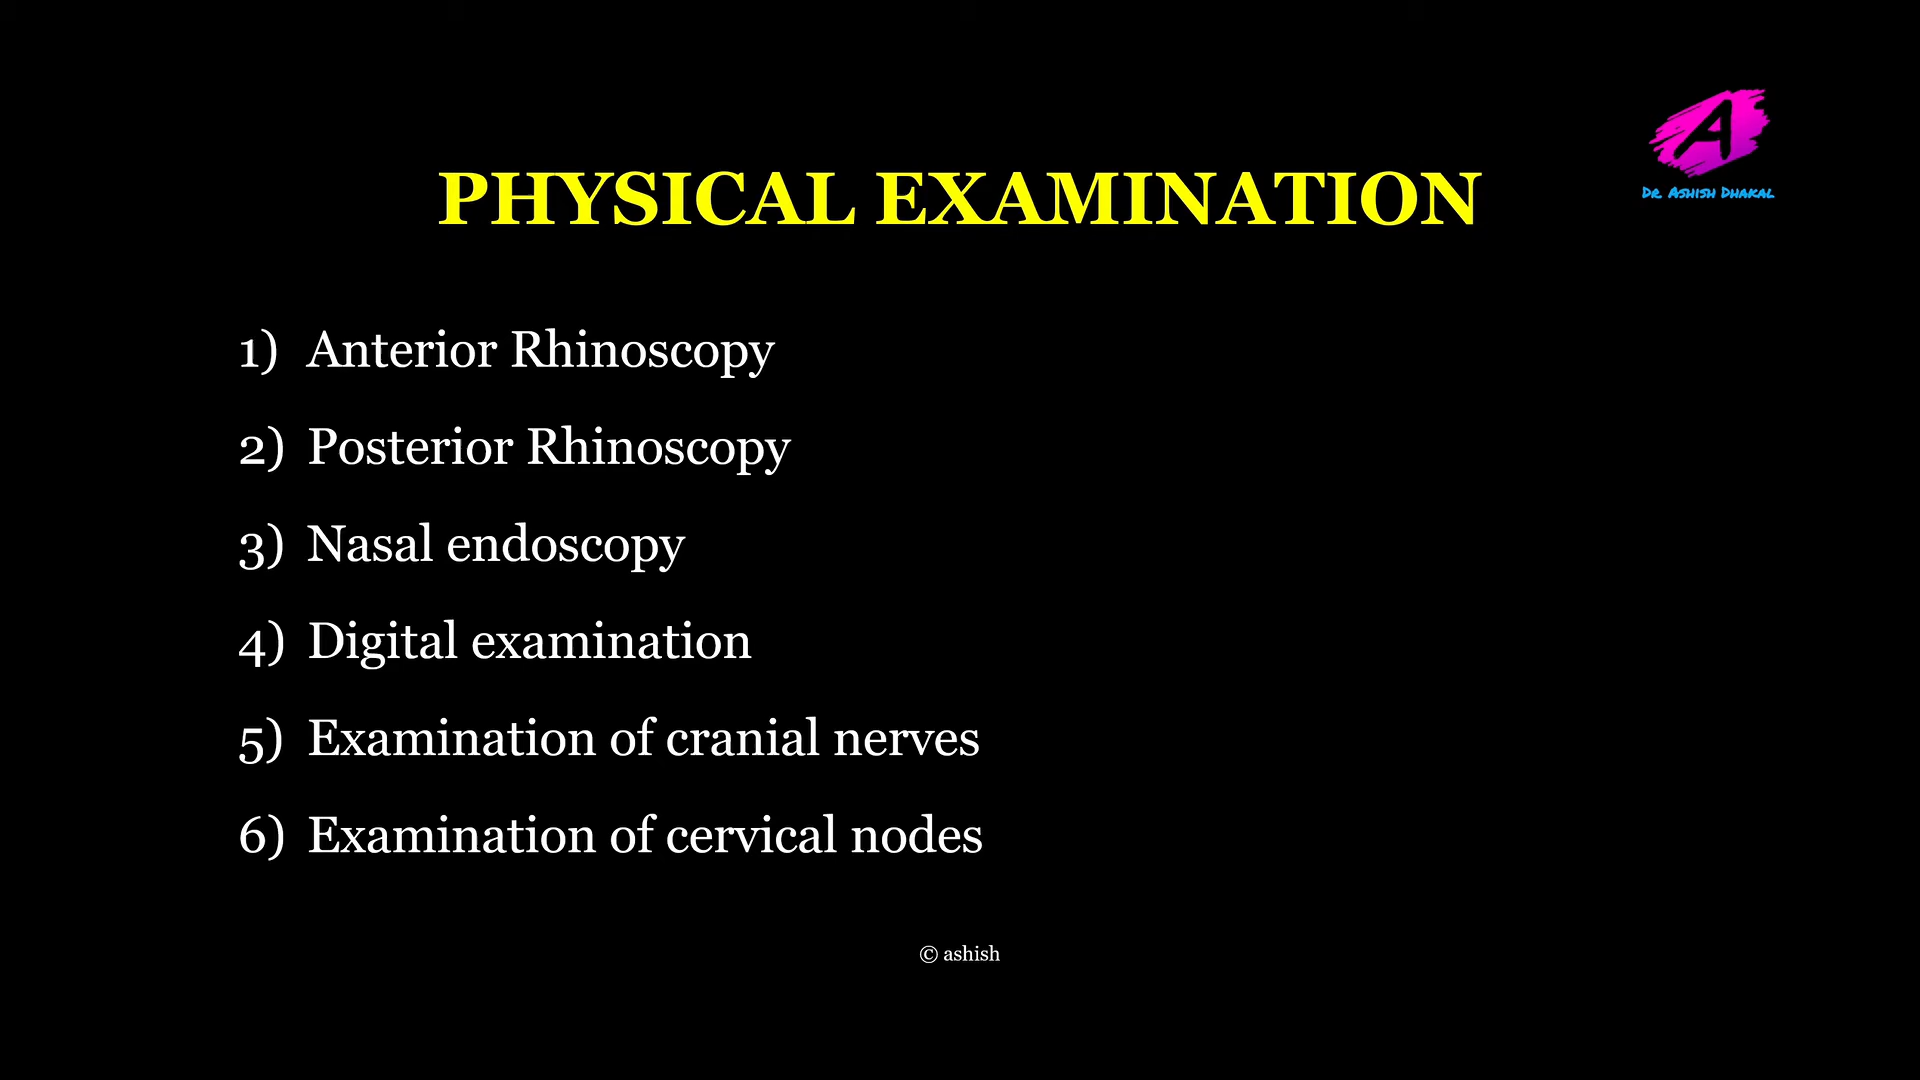 A
Dr. Ashish Dhakal
PHYSICAL EXAMINATION
1) Anterior Rhinoscopy
2) Posterior Rhinoscopy
3) Nasal endoscopy
4) Digital examination
5) Examination of cranial nerves
6) Examination of cervical nodes
© ashish